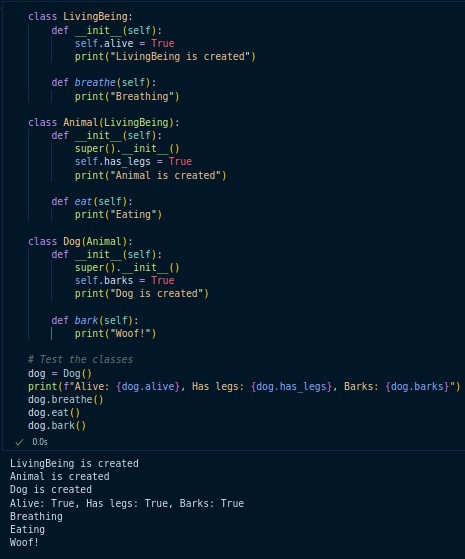 class LivingBeing:
    def __init__(self):
        self.alive = True
        print("LivingBeing is created")

    def breathe(self):
        print("Breathing")

class Animal(LivingBeing):
    def __init__(self):
        super().__init__()
        self.has_legs = True
        print("Animal is created")

    def eat(self):
        print("Eating")

class Dog(Animal):
    def __init__(self):
        super().__init__()
        self.barks = True
        print("Dog is created")

    def bark(self):
        print("Woof!")

# Test the classes
dog = Dog()
print(f"Alive: {dog.alive}, Has legs: {dog.has_legs}, Barks: {dog.barks}")
dog.breathe()
dog.eat()
dog.bark()
✓ 0.0s
LivingBeing is created
Animal is created
Dog is created
Alive: True, Has legs: True, Barks: True
Breathing
Eating
Woof!